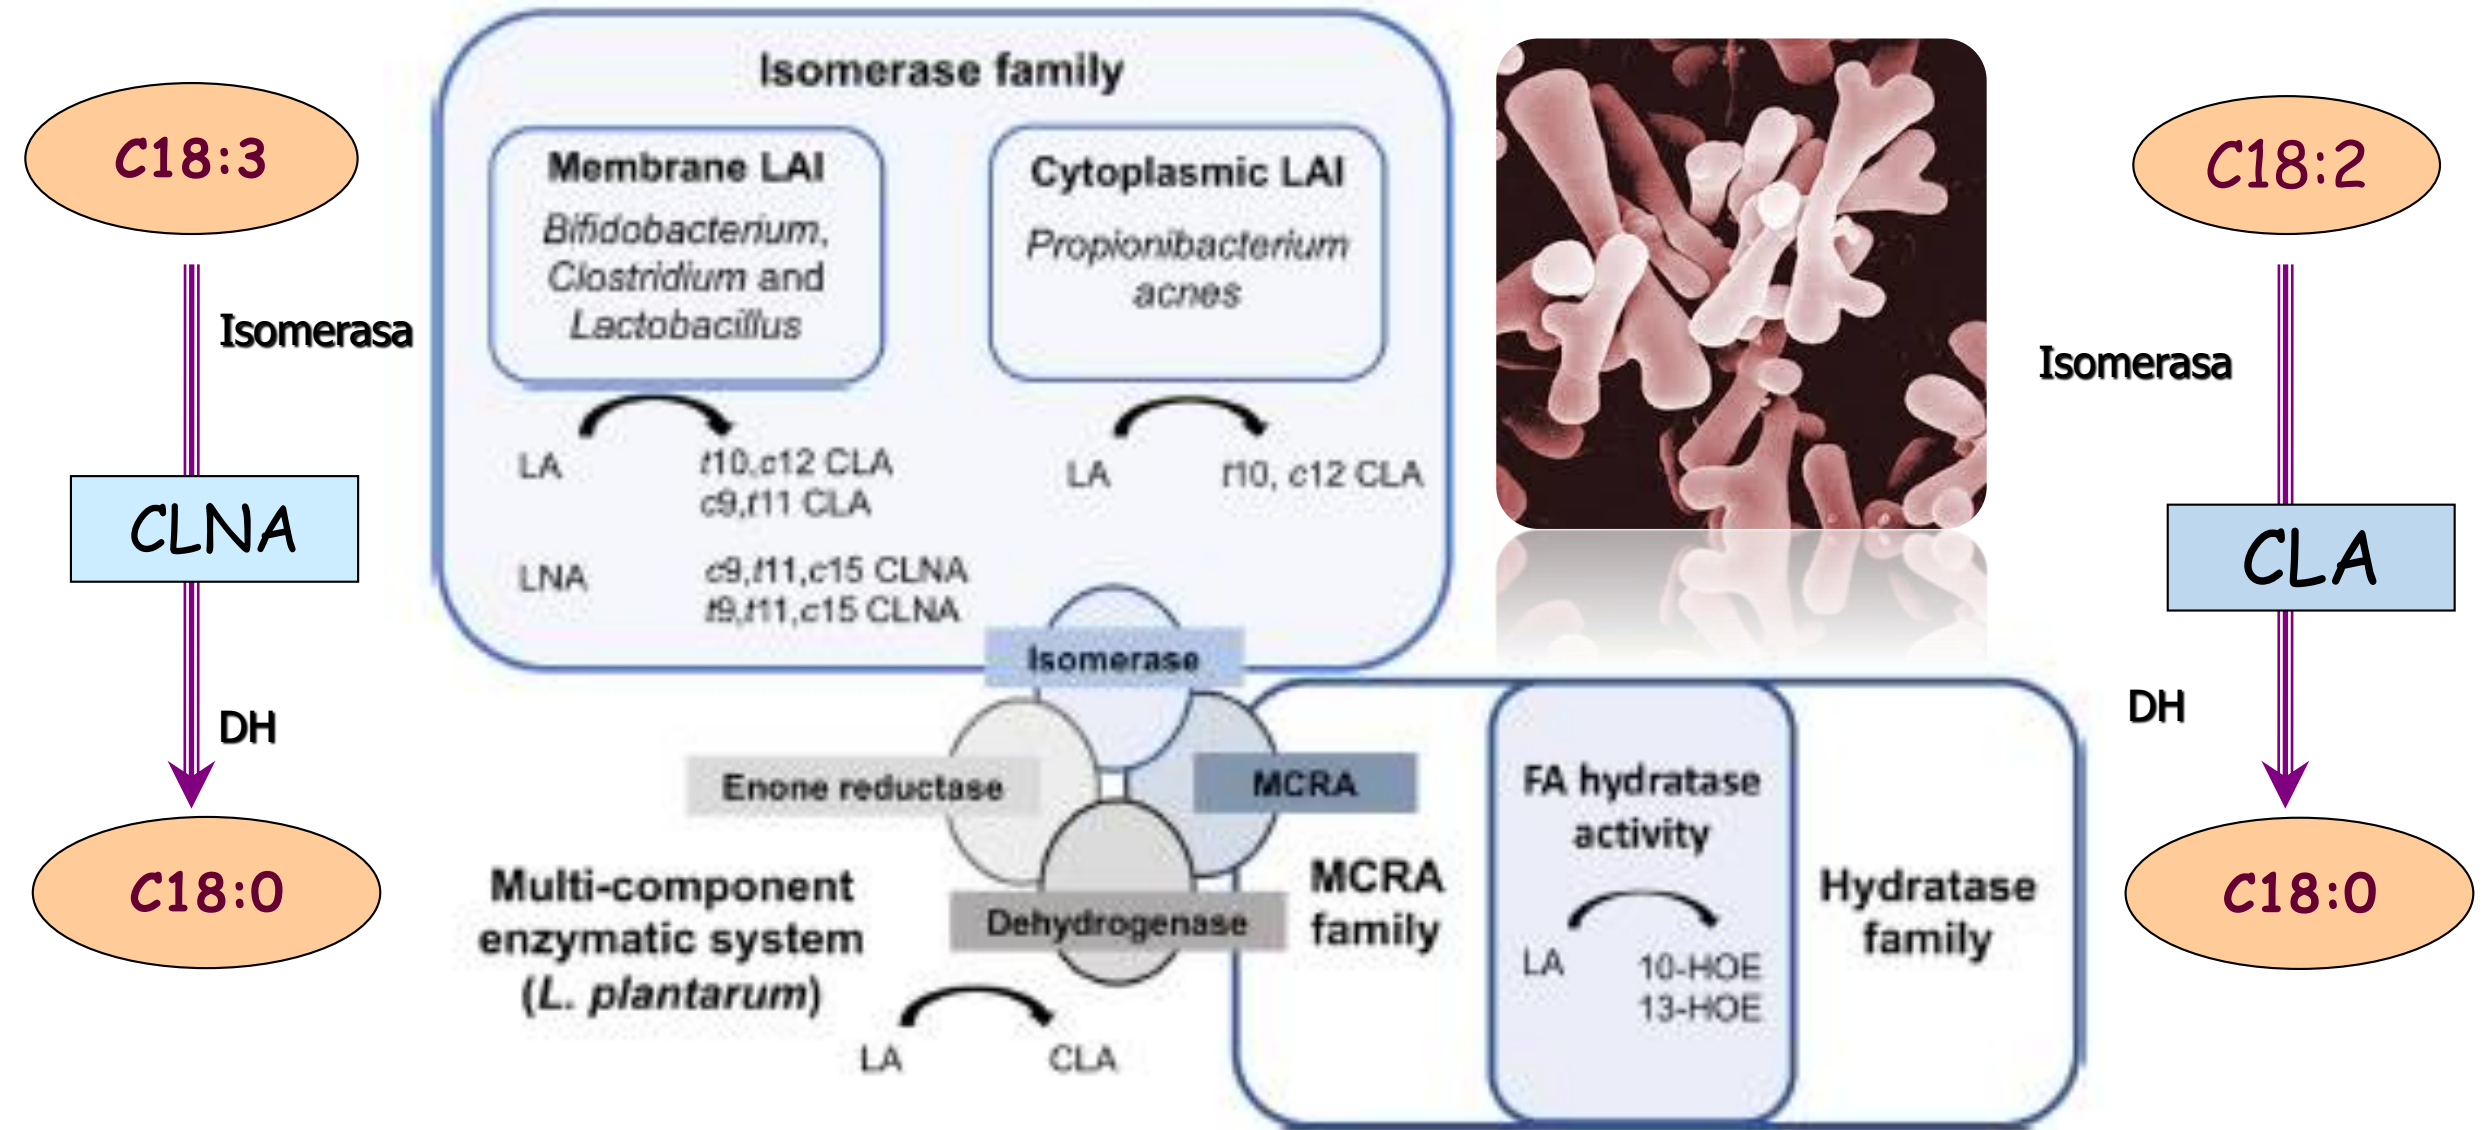 C18:3
Isomerasa
CLNA
DH
C18:0
Isomerase family
Membrane LAI
Bifidobacterium,
Clostridium and
Lactobacillus
LA
t10,c12 CLA
c9,t11 CLA
LNA
c9,t11,c15 CLNA
t9,t11,c15 CLNA
Cytoplasmic LAI
Propionibacterium
acnes
LA
t10, c12 CLA
Isomerase
Enone reductase
MCRA
Dehydrogenase
Multi-component
enzymatic system
(L. plantarum)
LA
CLA
MCRA
family
FA hydratase
activity
LA
10-HOE
13-HOE
Hydratase
family
C18:2
Isomerasa
CLA
DH
C18:0